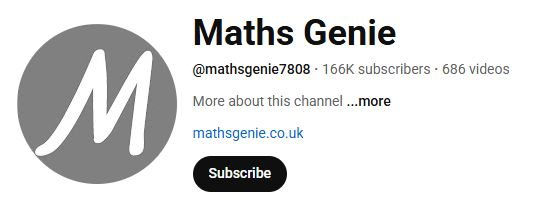 M
Maths Genie
@mathsgenie7808 · 166K subscribers · 686 videos
More about this channel ...more
mathsgenie.co.uk
Subscribe